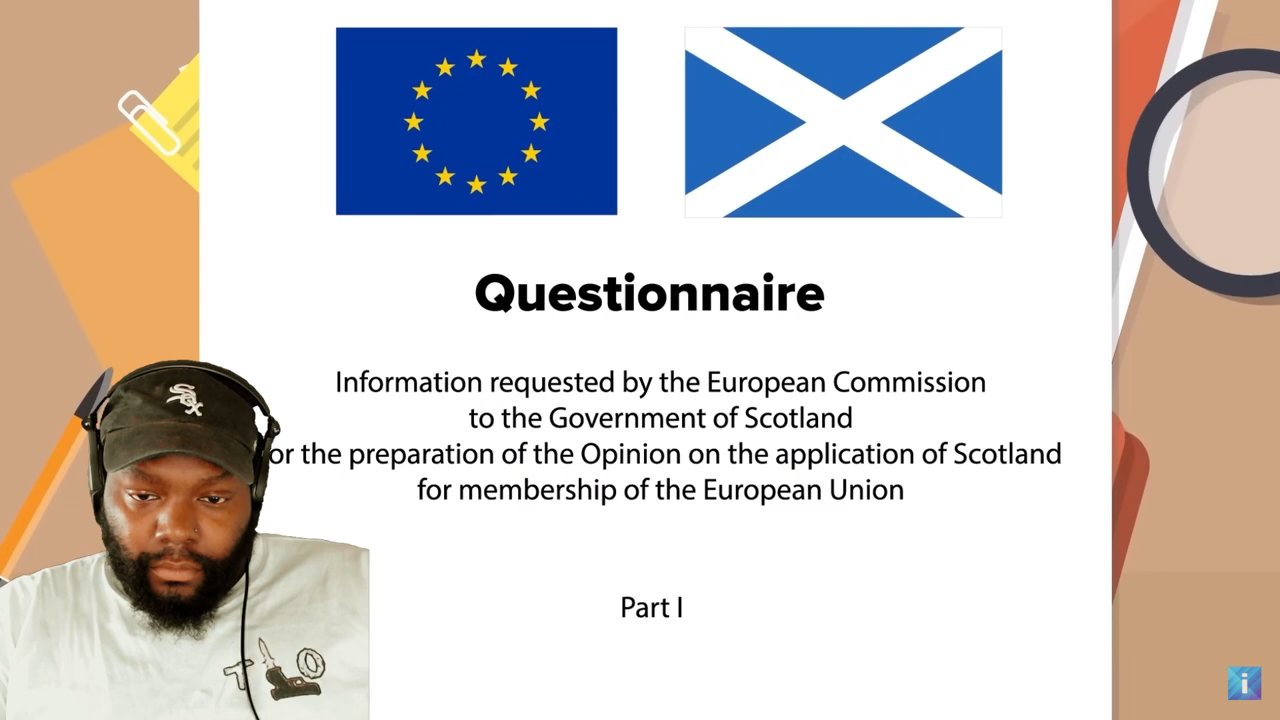 Questionnaire
Information requested by the European Commission
to the Government of Scotland
or the preparation of the Opinion on the application of Scotland
for membership of the European Union
Part I
Sox
i